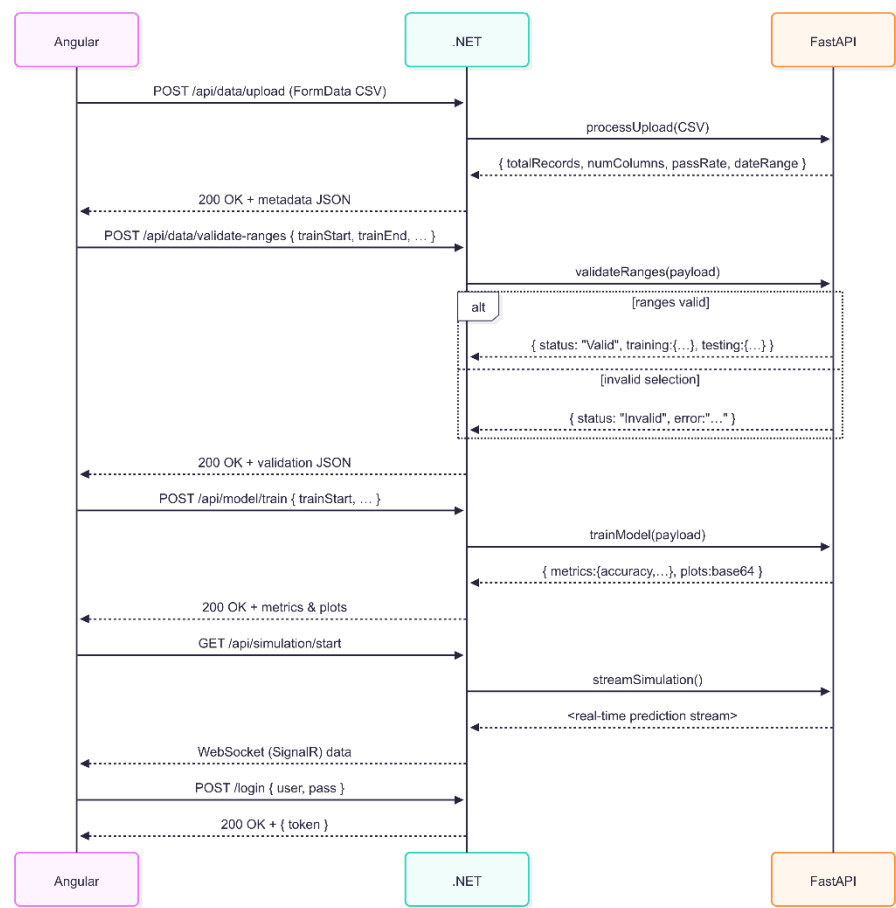 Angular
.NET
FastAPI
POST /api/data/upload (FormData CSV)
processUpload(CSV)
{ totalRecords, numColumns, passRate, dateRange }
200 OK + metadata JSON
POST /api/data/validate-ranges { trainStart, trainEnd, … }
validateRanges(payload)
alt
[ranges valid]
{ status: "Valid", training:{…}, testing:{…} }
[invalid selection]
{ status: "Invalid", error:"…" }
200 OK + validation JSON
POST /api/model/train { trainStart, … }
trainModel(payload)
{ metrics:{accuracy,…}, plots:base64 }
200 OK + metrics & plots
GET /api/simulation/start
streamSimulation()
<real-time prediction stream>
WebSocket (SignalR) data
POST /login { user, pass }
200 OK + { token }
Angular
.NET
FastAPI